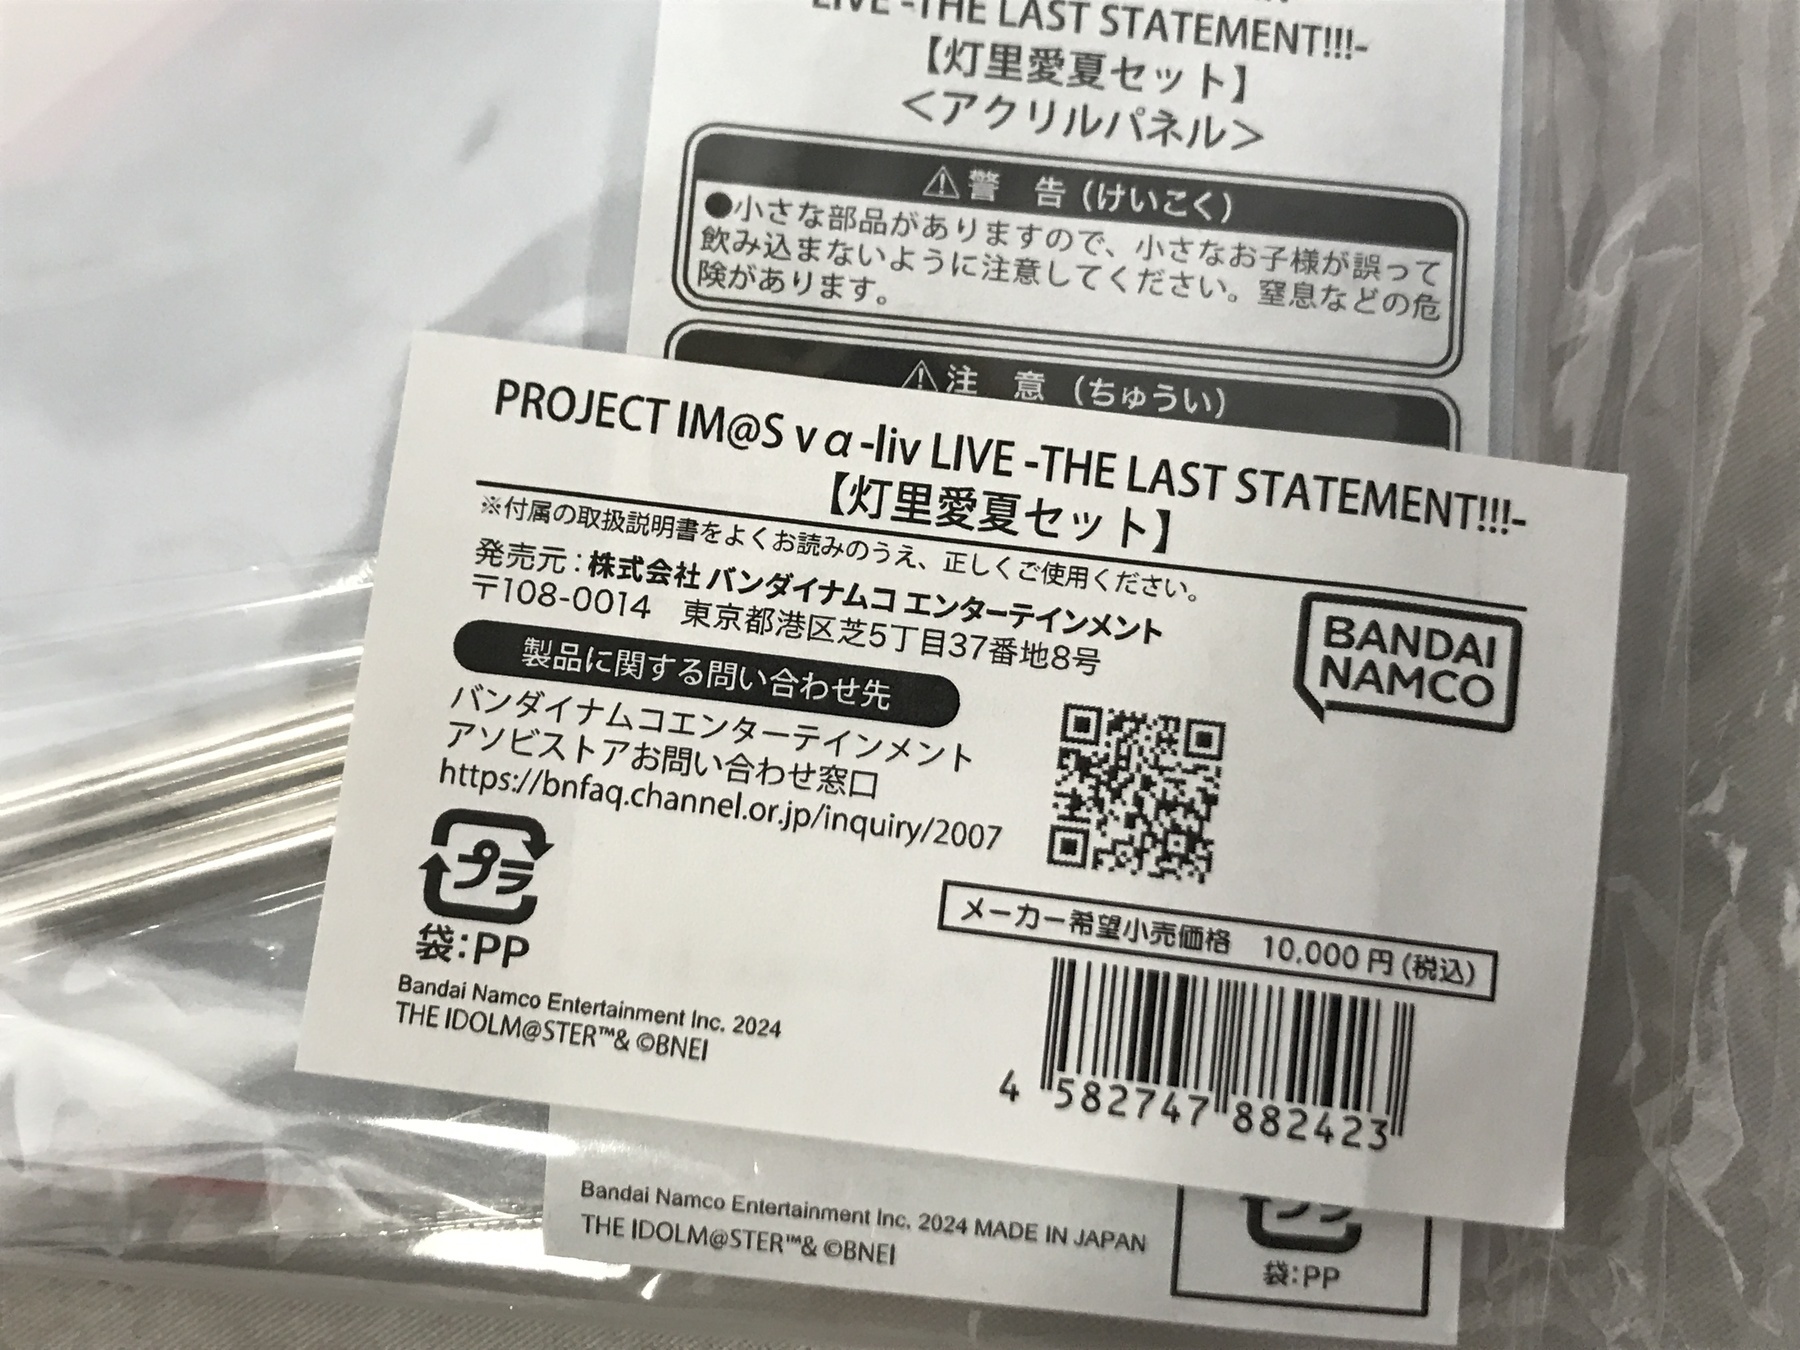 LIVE -THE LAST STATEMENT!!!-
【灯里愛夏セット】
＜アクリルパネル＞
⚠警　告（けいこく）
●小さな部品がありますので、小さなお子様が誤って
飲み込まないように注意してください。窒息などの危
険があります。
⚠注　意（ちゅうい）
PROJECT IM@S vα-liv LIVE -THE LAST STATEMENT!!!-
【灯里愛夏セット】
※付属の取扱説明書をよくお読みのうえ、正しくご使用ください。
発売元：株式会社 バンダイナムコ エンターテインメント
〒108-0014　東京都港区芝5丁目37番地8号
BANDAI
NAMCO
製品に関する問い合わせ先
バンダイナムコエンターテインメント
アソビストアお問い合わせ窓口
https://bnfaq.channel.or.jp/inquiry/2007
プラ
袋：PP
メーカー希望小売価格　10,000円（税込）
Bandai Namco Entertainment Inc. 2024
THE IDOLM@STER™& ©BNEI
4 582747 882423
Bandai Namco Entertainment Inc. 2024 MADE IN JAPAN
THE IDOLM@STER™& ©BNEI
袋：PP